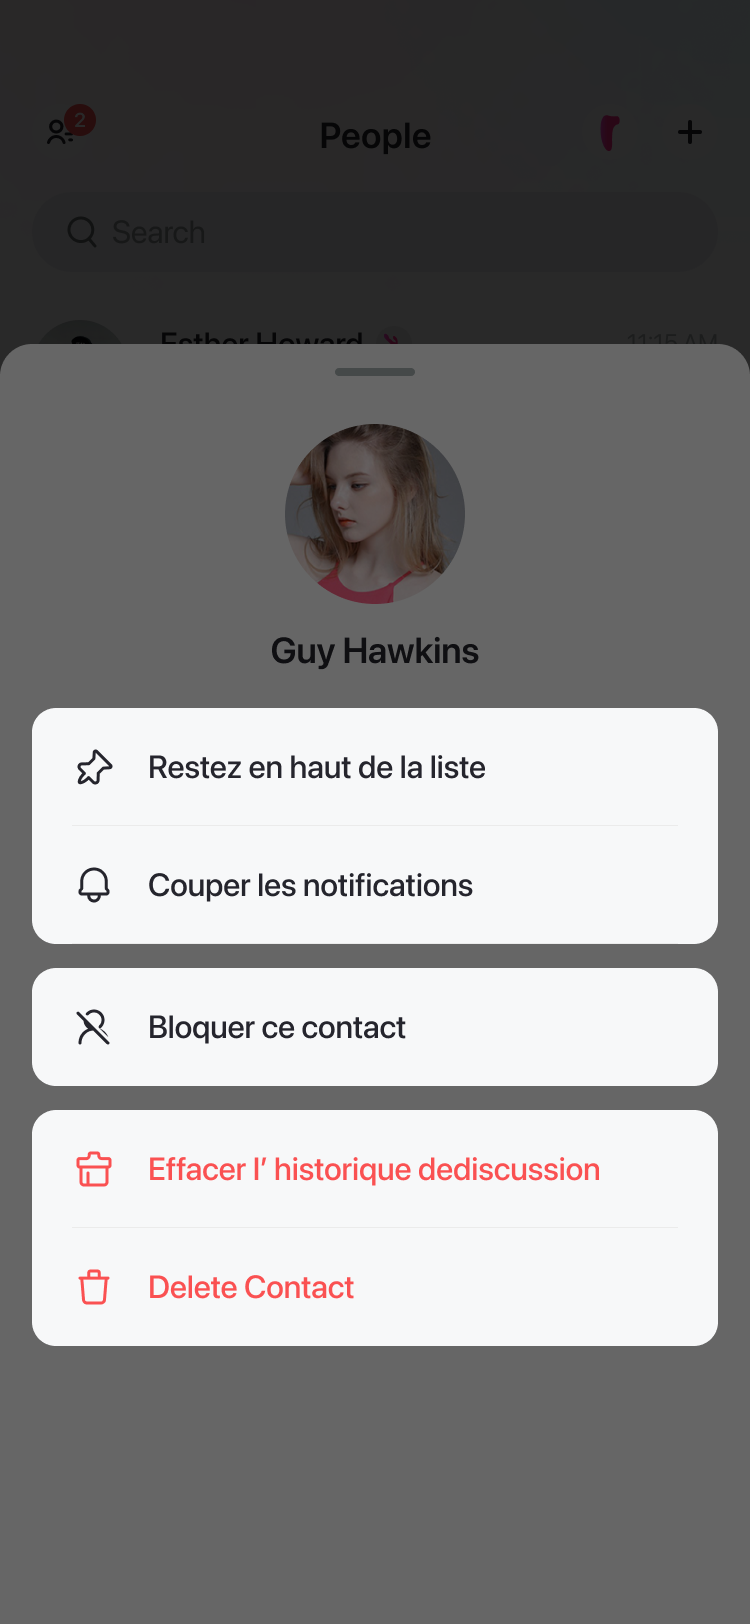 2
People
Search
Esther Howard
11:15 AM
Guy Hawkins
Restez en haut de la liste
Couper les notifications
Bloquer ce contact
Effacer l’ historique dediscussion
Delete Contact